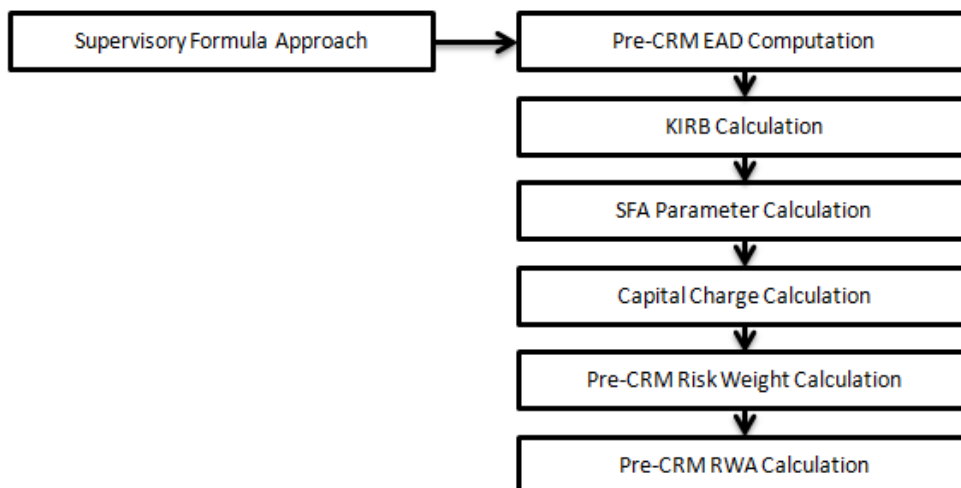 Supervisory Formula Approach
Pre-CRM EAD Computation
KIRB Calculation
SFA Parameter Calculation
Capital Charge Calculation
Pre-CRM Risk Weight Calculation
Pre-CRM RWA Calculation